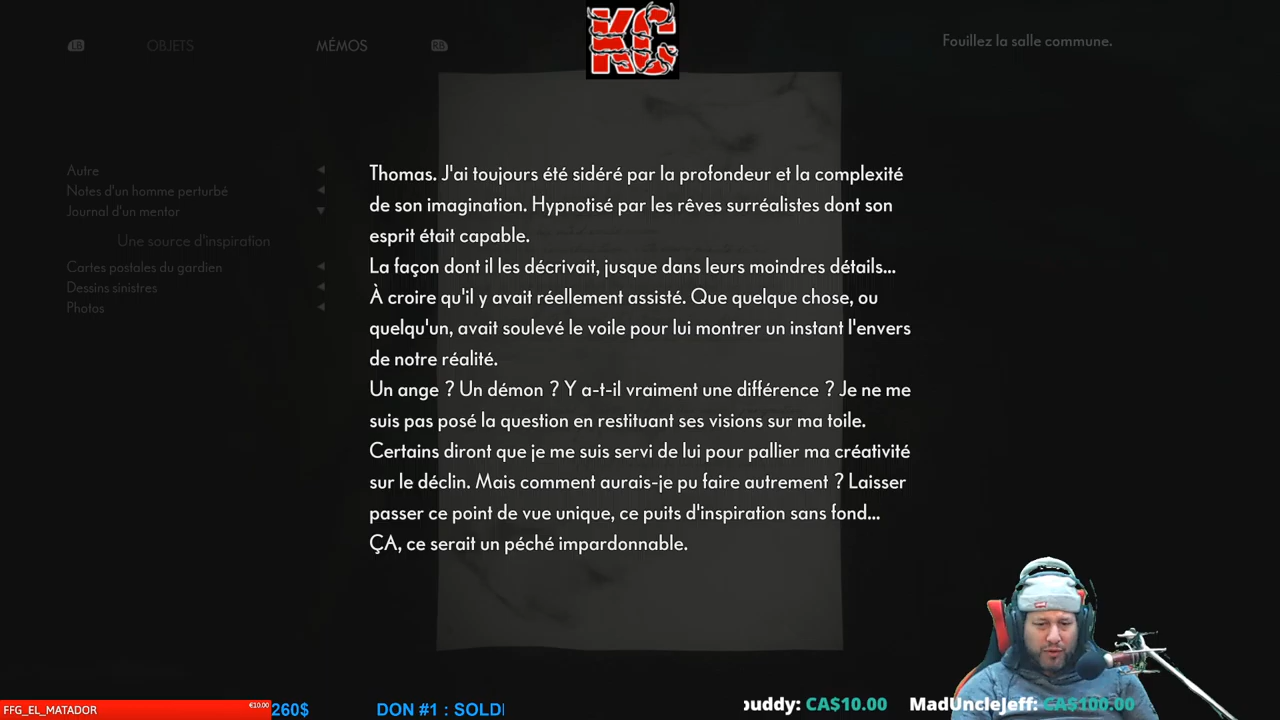 KC
LB
OBJETS
MÉMOS
RB
Fouillez la salle commune.
Autre
Notes d'un homme perturbé
Journal d'un mentor
Une source d'inspiration
Cartes postales du gardien
Dessins sinistres
Photos
Thomas. J'ai toujours été sidéré par la profondeur et la complexité
de son imagination. Hypnotisé par les rêves surréalistes dont son
esprit était capable.
La façon dont il les décrivait, jusque dans leurs moindres détails...
À croire qu'il y avait réellement assisté. Que quelque chose, ou
quelqu'un, avait soulevé le voile pour lui montrer un instant l'envers
de notre réalité.
Un ange ? Un démon ? Y a-t-il vraiment une différence ? Je ne me
suis pas posé la question en restituant ses visions sur ma toile.
Certains diront que je me suis servi de lui pour pallier ma créativité
sur le déclin. Mais comment aurais-je pu faire autrement ? Laisser
passer ce point de vue unique, ce puits d'inspiration sans fond...
ÇA, ce serait un péché impardonnable.
FFG_EL_MATADOR
€10.00
260$
DON #1 : SOLDI
ouddy: CA$10.00
MadUncleJeff: CA$100.00